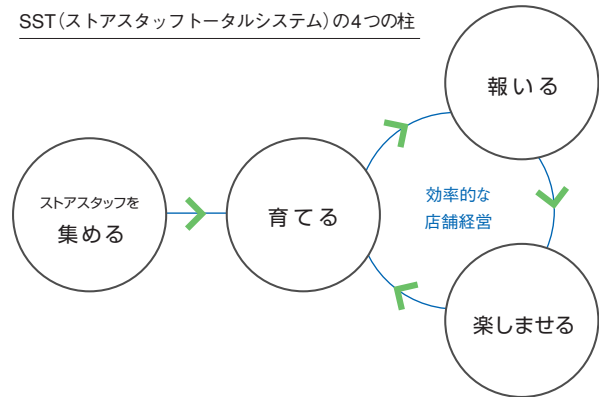 SST(ストアスタッフトータルシステム)の4つの柱
報いる
ストアスタッフを
集める
育てる
効率的な
店舗経営
楽しませる